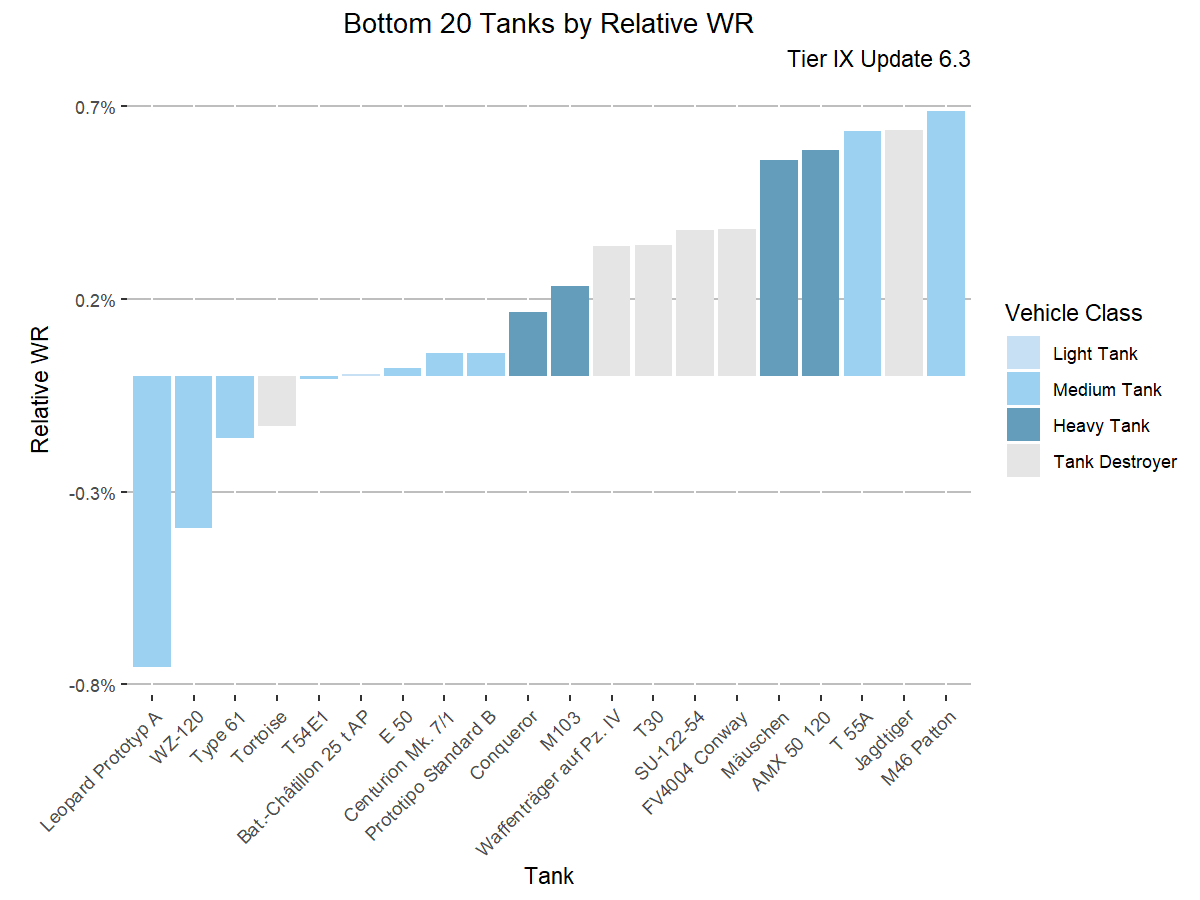 Bottom 20 Tanks by Relative WR
Tier IX Update 6.3
0.7%
0.2%
-0.3%
-0.8%
Relative WR
Leopard Prototyp A
WZ-120
Type 61
Tortoise
T54E1
Bat.-Châtillon 25 t AP
E 50
Centurion Mk. 7/1
Prototipo Standard B
Conqueror
M103
Waffenträger auf Pz. IV
T30
SU-122-54
FV4004 Conway
Mäuschen
AMX 50 120
T 55A
Jagdtiger
M46 Patton
Tank
Vehicle Class
Light Tank
Medium Tank
Heavy Tank
Tank Destroyer